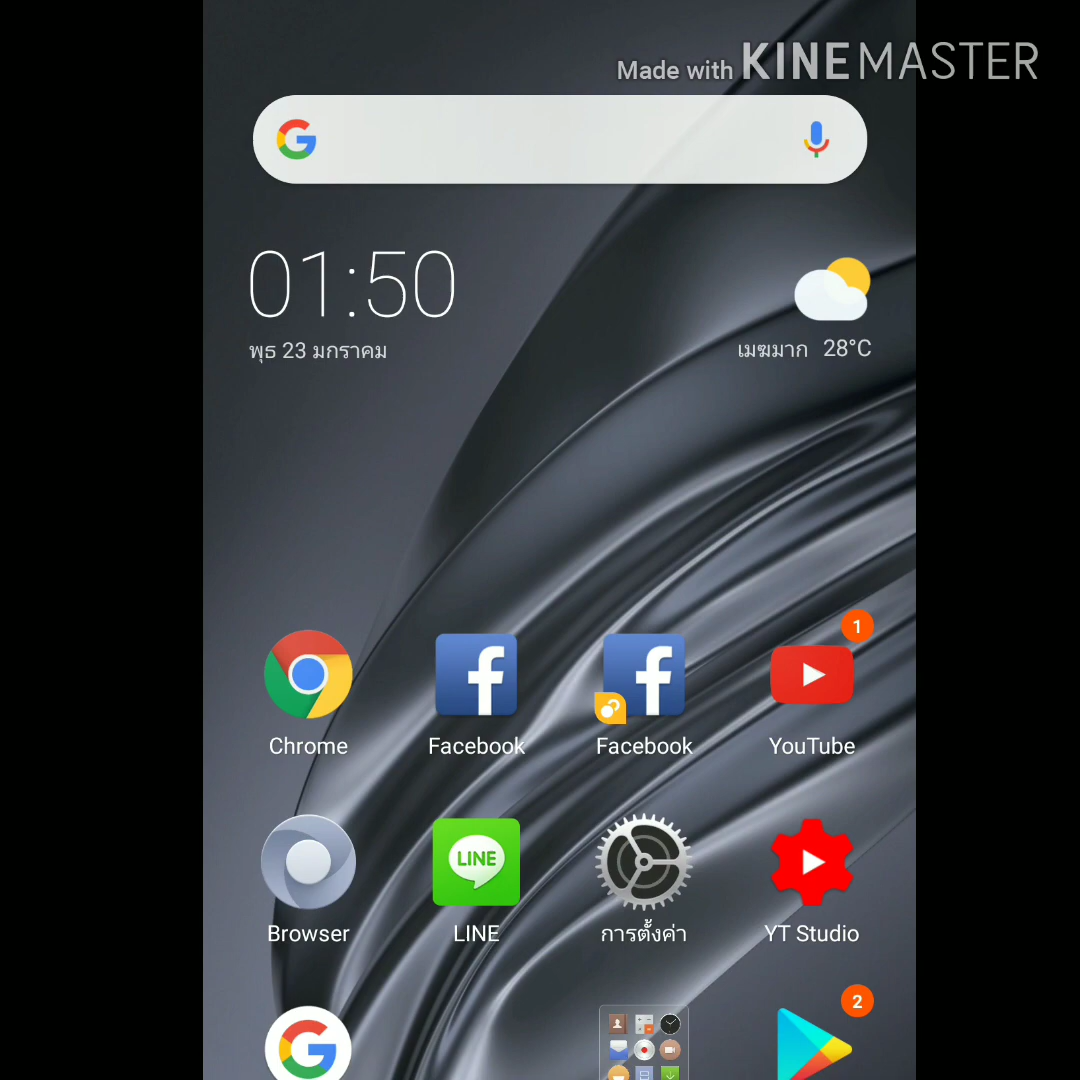 Made with KINEMASTER
01:50
พุธ 23 มกราคม
เมฆมาก 28°C
1
Chrome
Facebook
Facebook
YouTube
LINE
Browser
LINE
การตั้งค่า
YT Studio
2